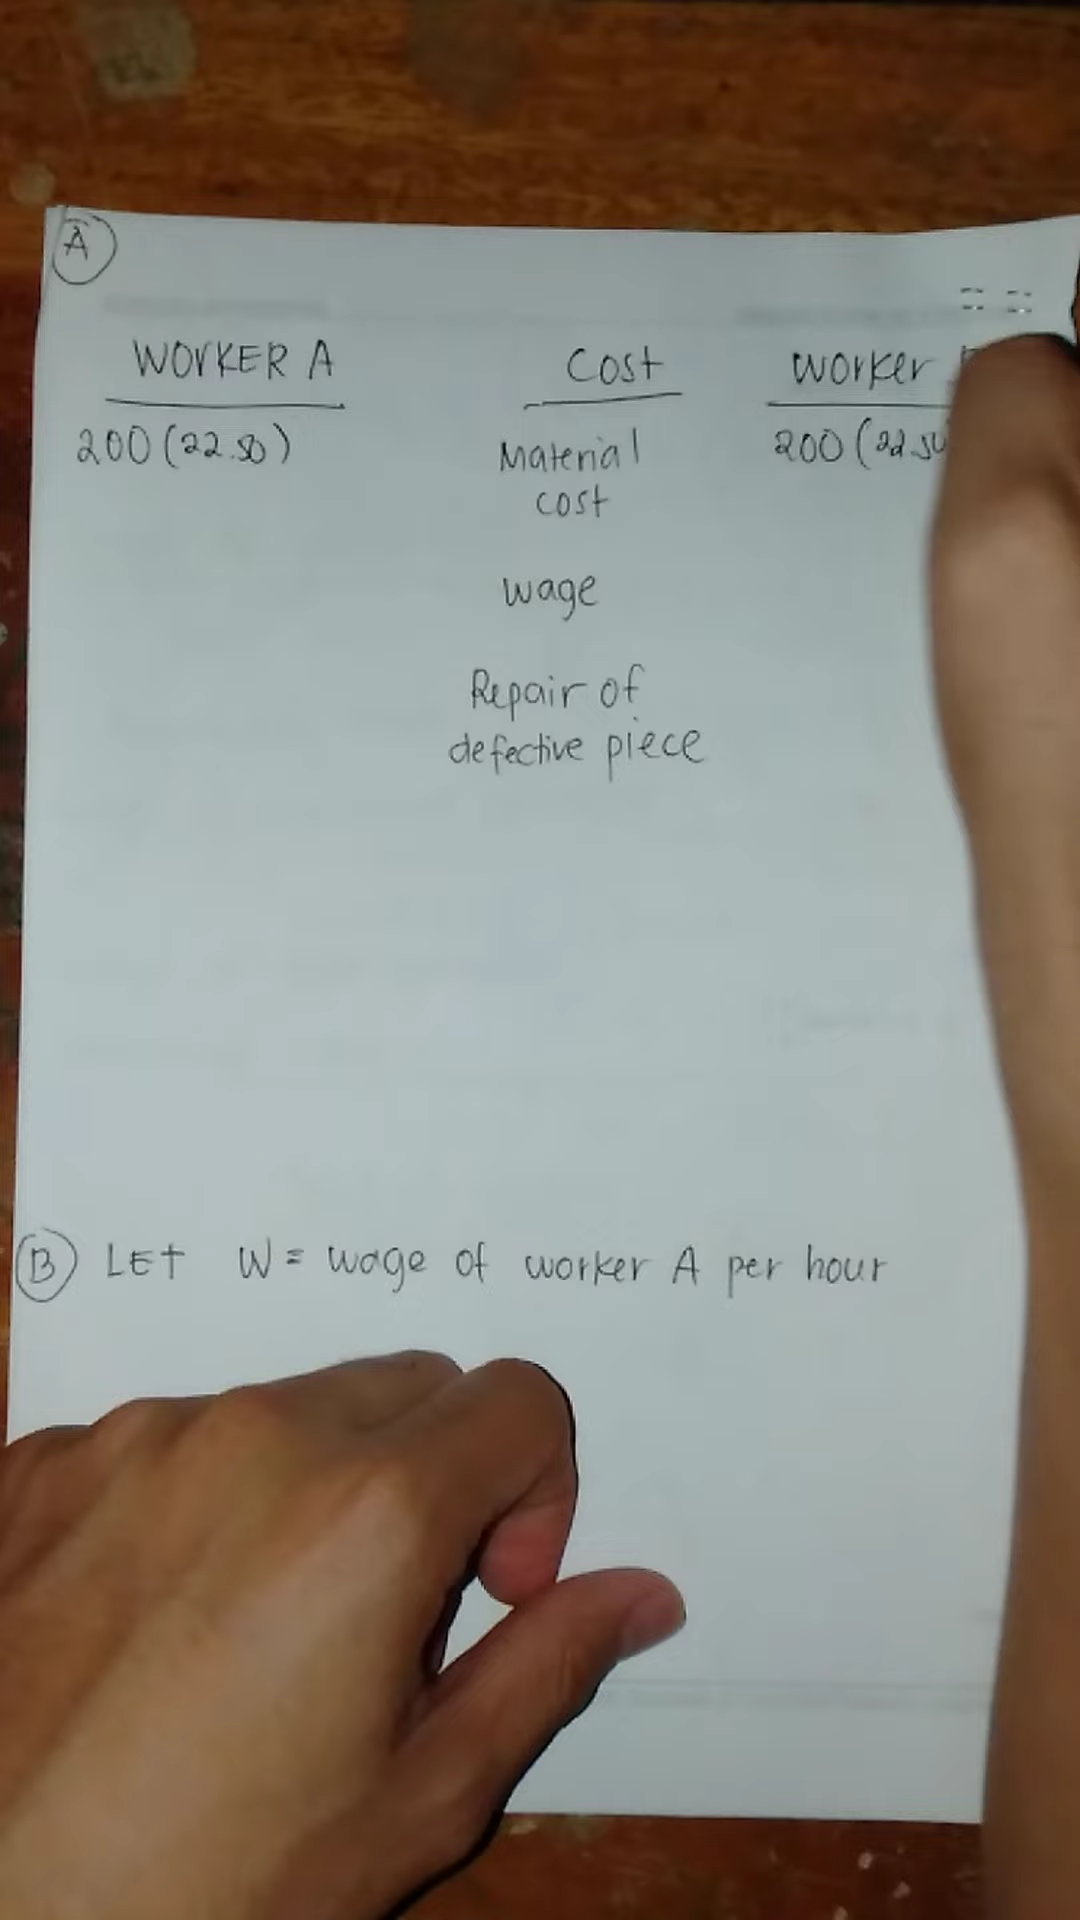 A
WORKER A
Cost
Worker
200 (22.50)
Material
200 (22.50
cost
wage
Repair of
defective piece
B LET W = wage of worker A per hour